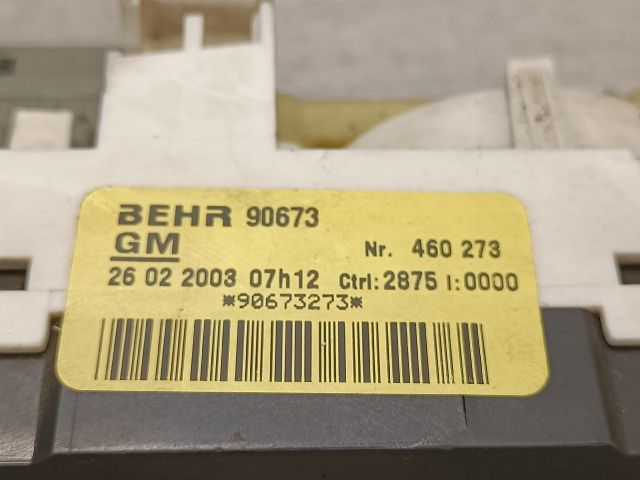 BEHR 90673
GM Nr. 460 273
26 02 2003 07h12 Ctrl: 2875 I: 0000
*90673273*